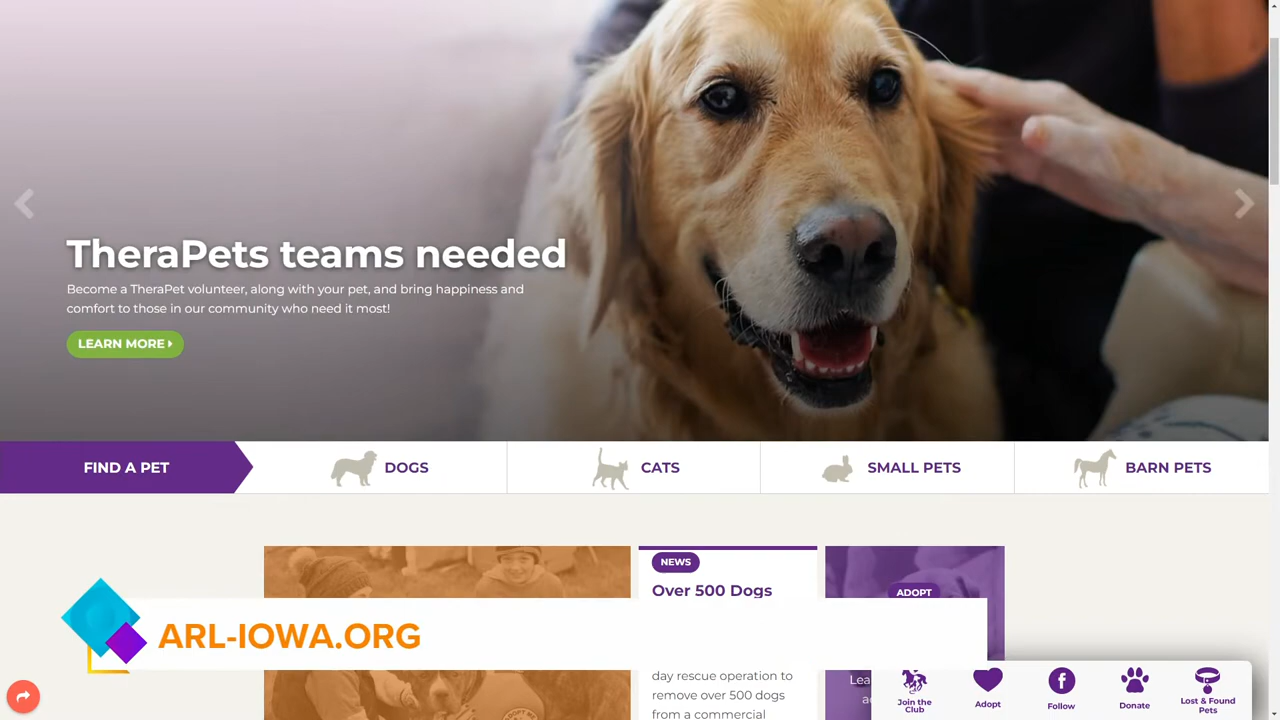 TheraPets teams needed
Become a TheraPet volunteer, along with your pet, and bring happiness and
comfort to those in our community who need it most!
LEARN MORE
FIND A PET
DOGS
CATS
SMALL PETS
BARN PETS
NEWS
Over 500 Dogs
ADOPT
ARL-IOWA.ORG
day rescue operation to
remove over 500 dogs
from a commercial
Lea
a
Join the
Club
Adopt
Follow
Donate
Lost & Found
Pets